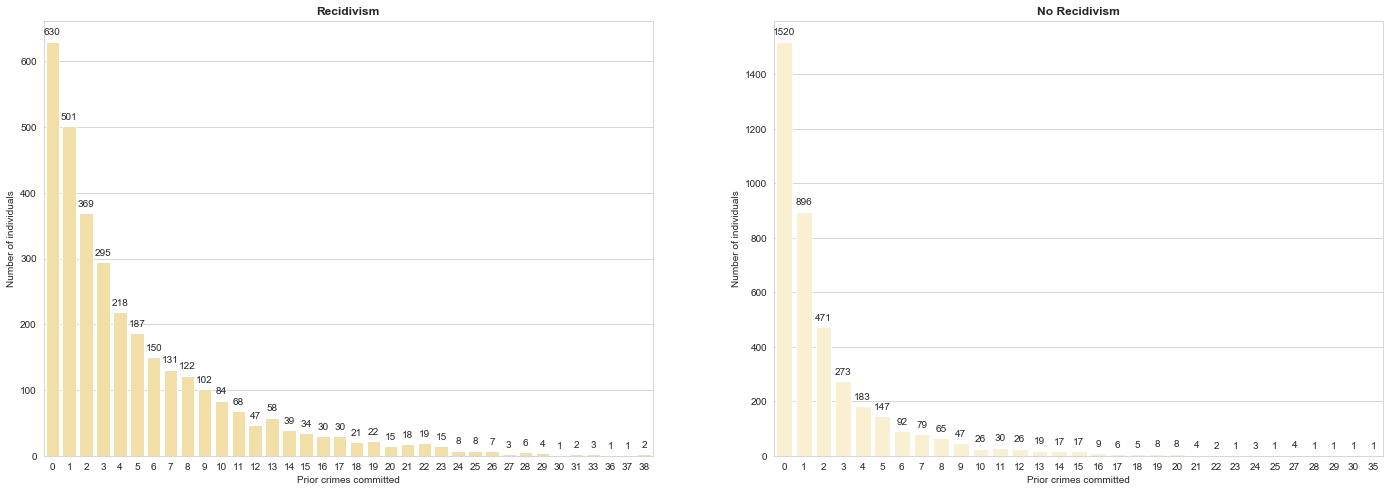 Recidivism
Number of individuals
600
500
400
300
200
100
0
630 501 369 295 218 187 150 131 122 102 84 68 47 58 39 34 30 30 21 22 15 18 19 15 8 8 7 3 6 4 1 2 3 1 1 2
0 1 2 3 4 5 6 7 8 9 10 11 12 13 14 15 16 17 18 19 20 21 22 23 24 25 26 27 28 29 30 31 33 36 37 38
Prior crimes committed
No Recidivism
Number of individuals
1400
1200
1000
800
600
400
200
0
1520 896 471 273 183 147 92 79 65 47 26 30 26 19 17 17 9 6 5 8 8 4 2 1 3 1 4 1 1 1 1
0 1 2 3 4 5 6 7 8 9 10 11 12 13 14 15 16 17 18 19 20 21 22 23 24 25 27 28 29 30 35
Prior crimes committed